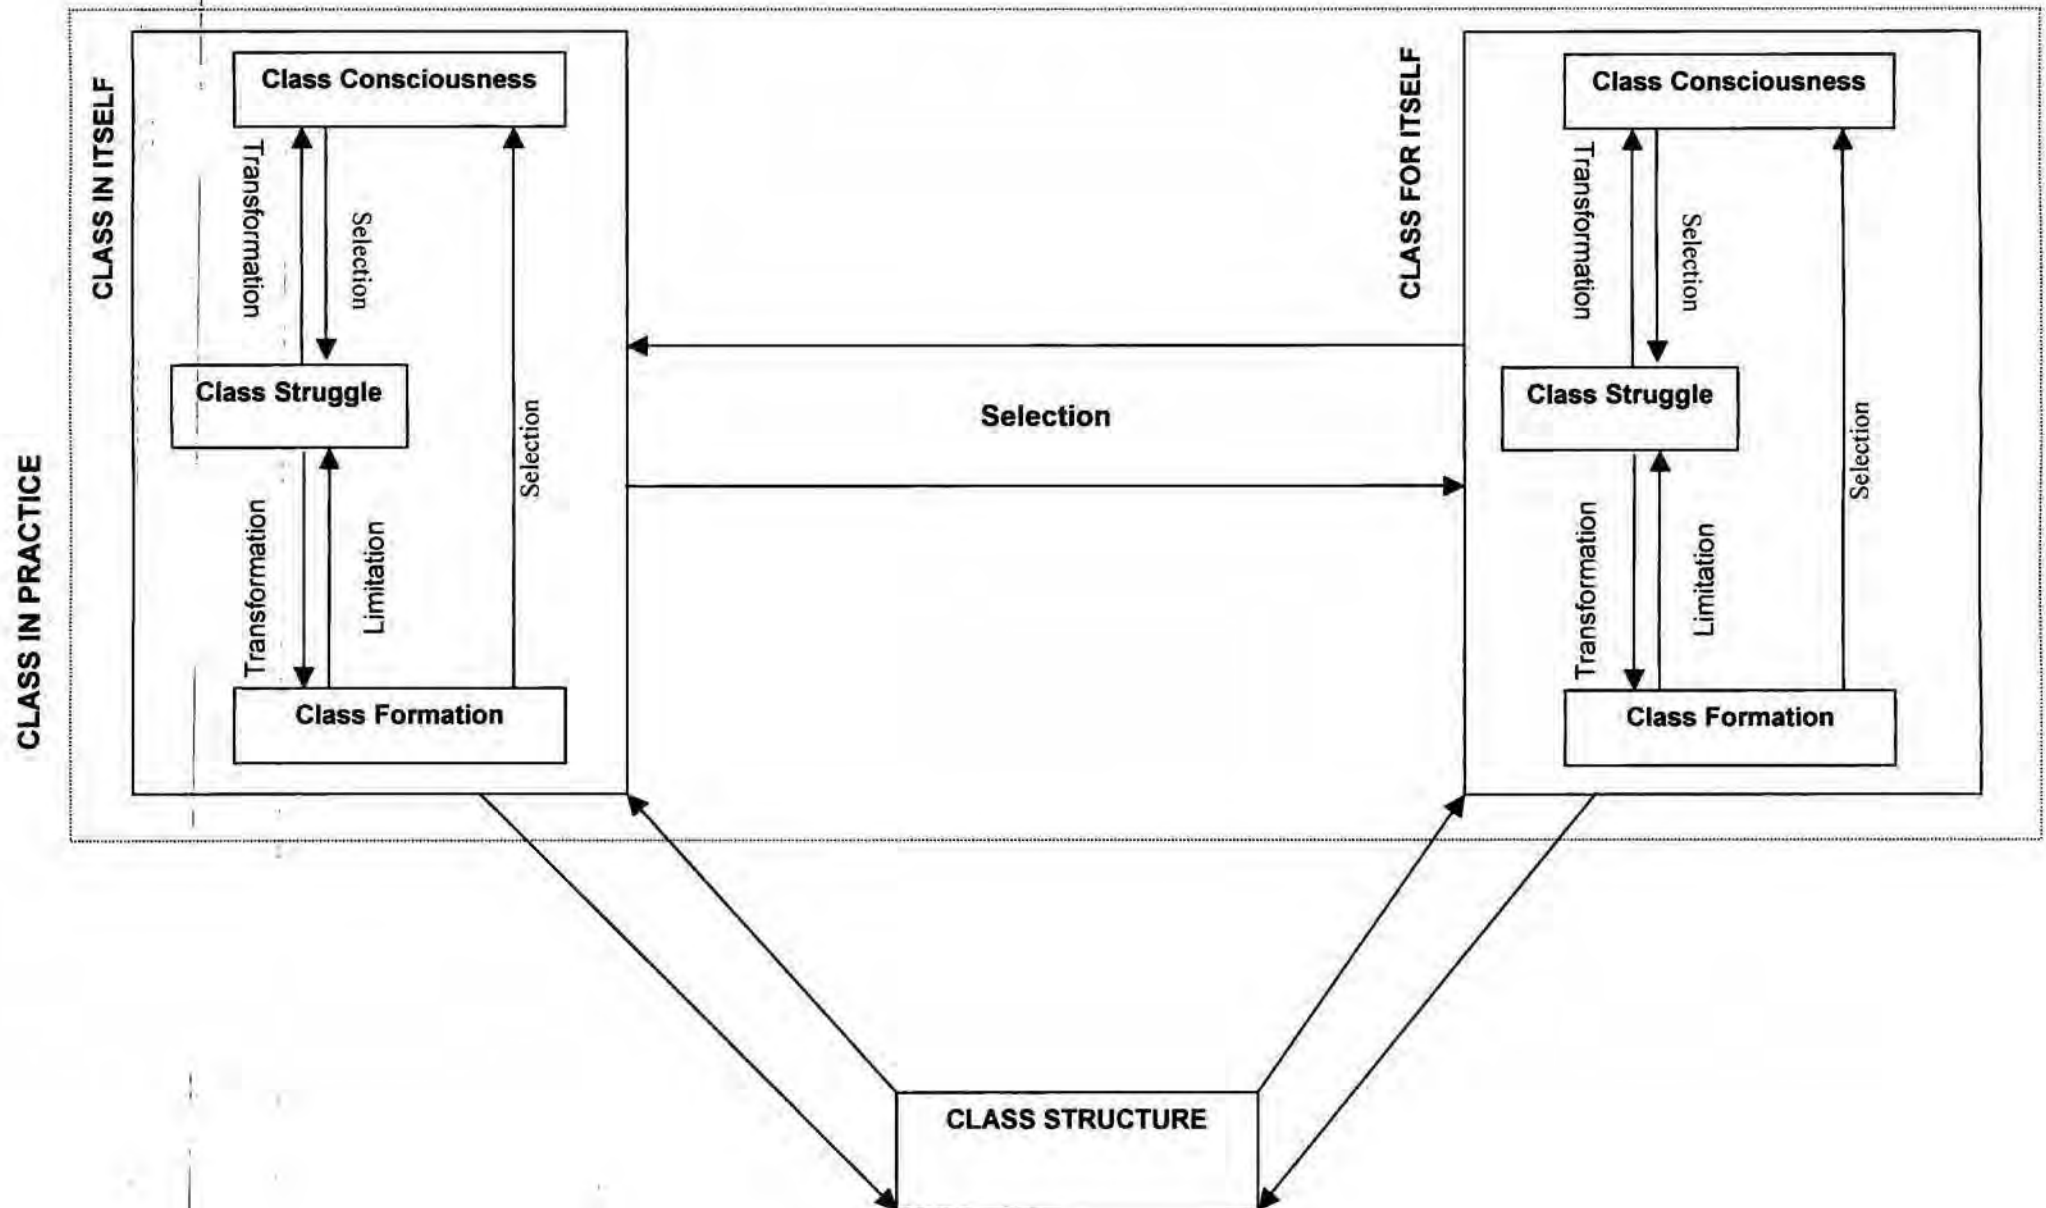 CLASS IN PRACTICE
CLASS IN ITSELF
Class Consciousness
Transformation
Selection
Class Struggle
Selection
Transformation
Limitation
Class Formation
Selection
CLASS FOR ITSELF
Class Consciousness
Transformation
Selection
Class Struggle
Selection
Transformation
Limitation
Class Formation
CLASS STRUCTURE